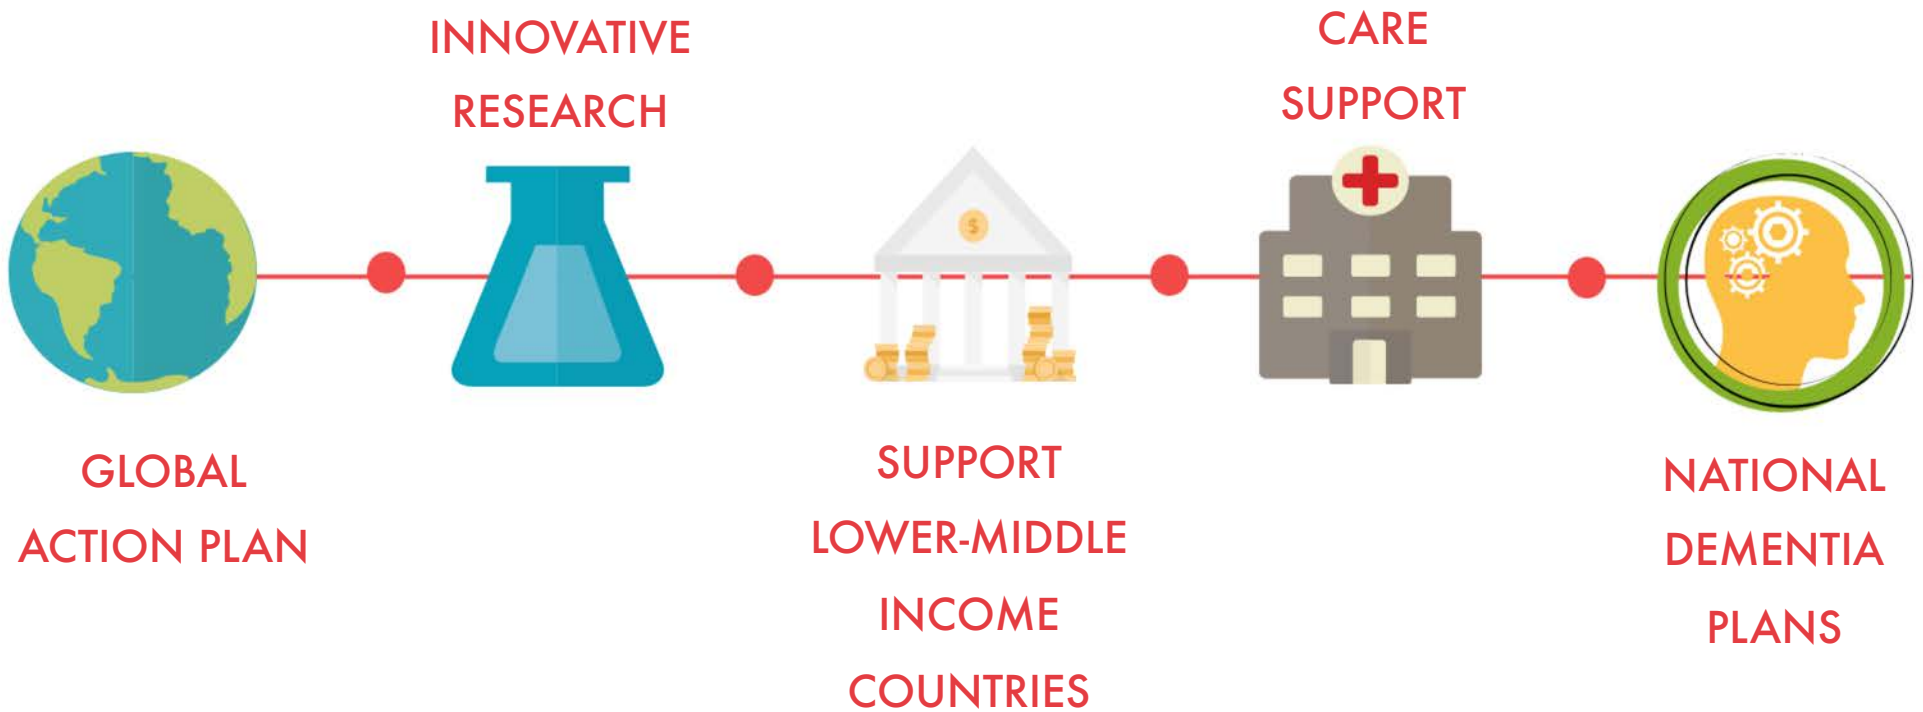 GLOBAL
ACTION PLAN
INNOVATIVE
RESEARCH
$
SUPPORT
LOWER-MIDDLE
INCOME
COUNTRIES
CARE
SUPPORT
NATIONAL
DEMENTIA
PLANS